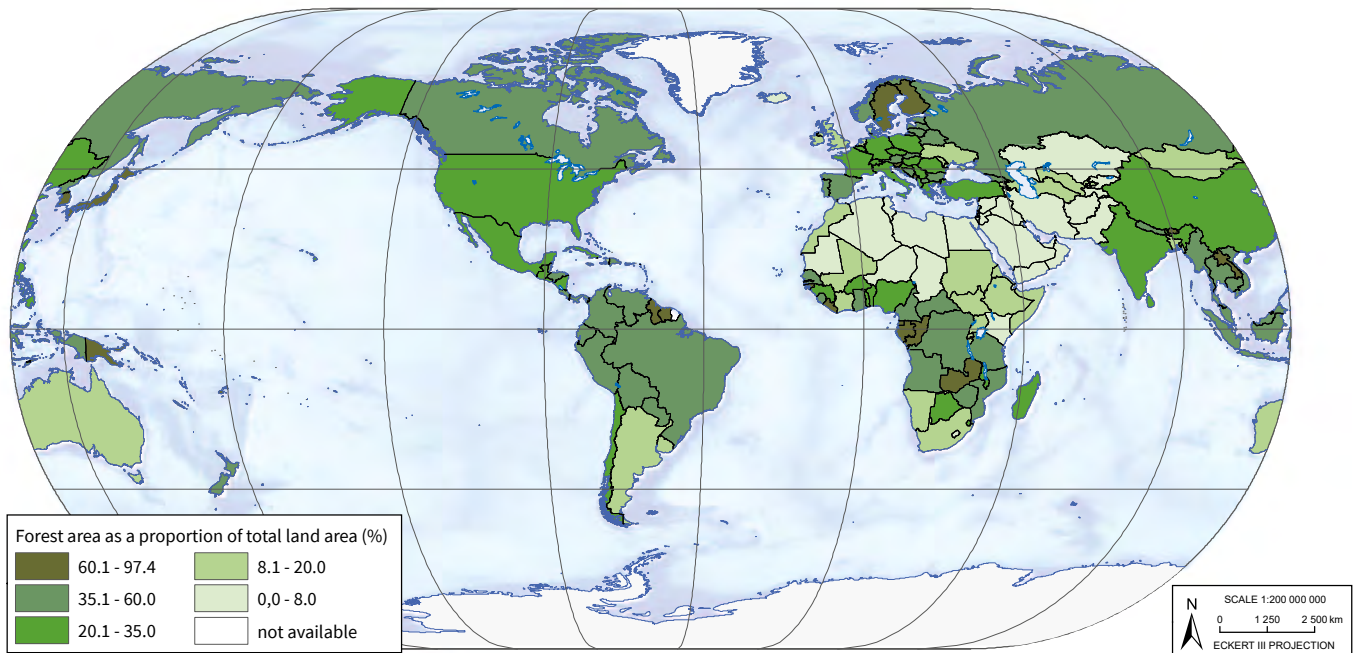 Forest area as a proportion of total land area (%)
60.1 - 97.4
8.1 - 20.0
35.1 - 60.0
0,0 - 8.0
20.1 - 35.0
not available
N
SCALE 1:200 000 000
0 1 250 2 500 km
ECKERT III PROJECTION